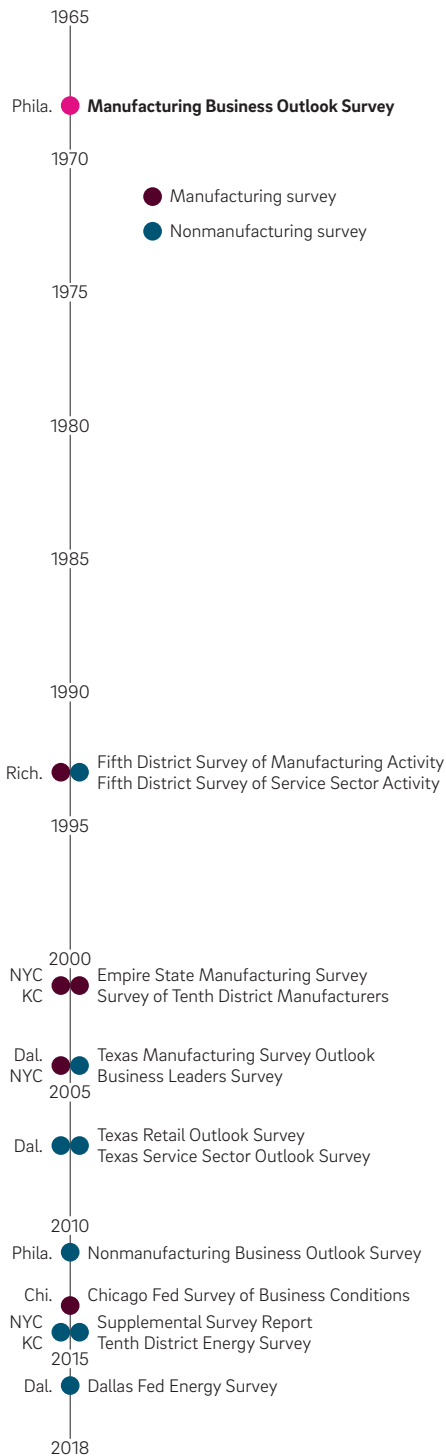 1965
Phila. Manufacturing Business Outlook Survey
1970
Manufacturing survey
Nonmanufacturing survey
1975
1980
1985
1990
Rich.
Fifth District Survey of Manufacturing Activity
Fifth District Survey of Service Sector Activity
1995
2000
NYC Empire State Manufacturing Survey
KC Survey of Tenth District Manufacturers
Dal. Texas Manufacturing Survey Outlook
NYC Business Leaders Survey
2005
Dal.
Texas Retail Outlook Survey
Texas Service Sector Outlook Survey
2010
Phila. Nonmanufacturing Business Outlook Survey
Chi. Chicago Fed Survey of Business Conditions
NYC Supplemental Survey Report
KC Tenth District Energy Survey
2015
Dal. Dallas Fed Energy Survey
2018